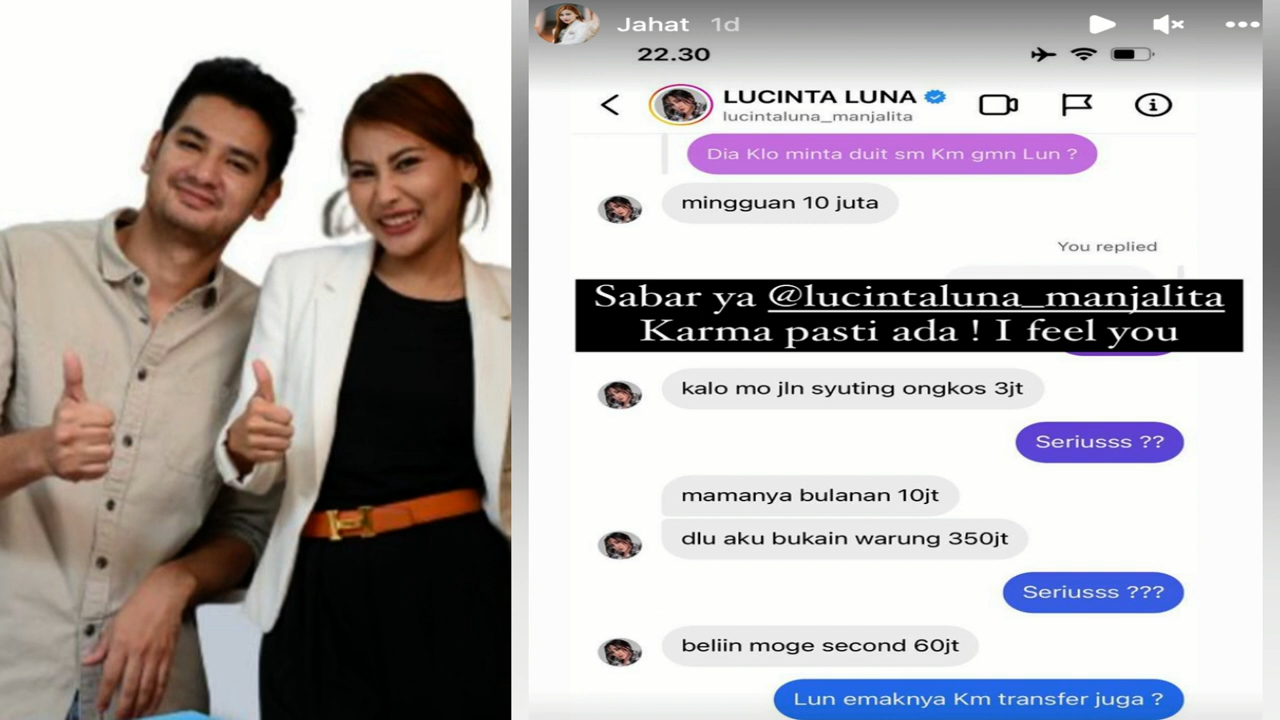 Jahat 1d
22.30
LUCINTA LUNA
lucintaluna_manjalita
Dia Klo minta duit sm Km gmn Lun ?
mingguan 10 juta
You replied
Sabar ya @lucintaluna_manjalita
Karma pasti ada ! I feel you
kalo mo jln syuting ongkos 3jt
Seriusss ??
mamanya bulanan 10jt
dlu aku bukain warung 350jt
Seriusss ???
beliin moge second 60jt
Lun emaknya Km transfer juga ?